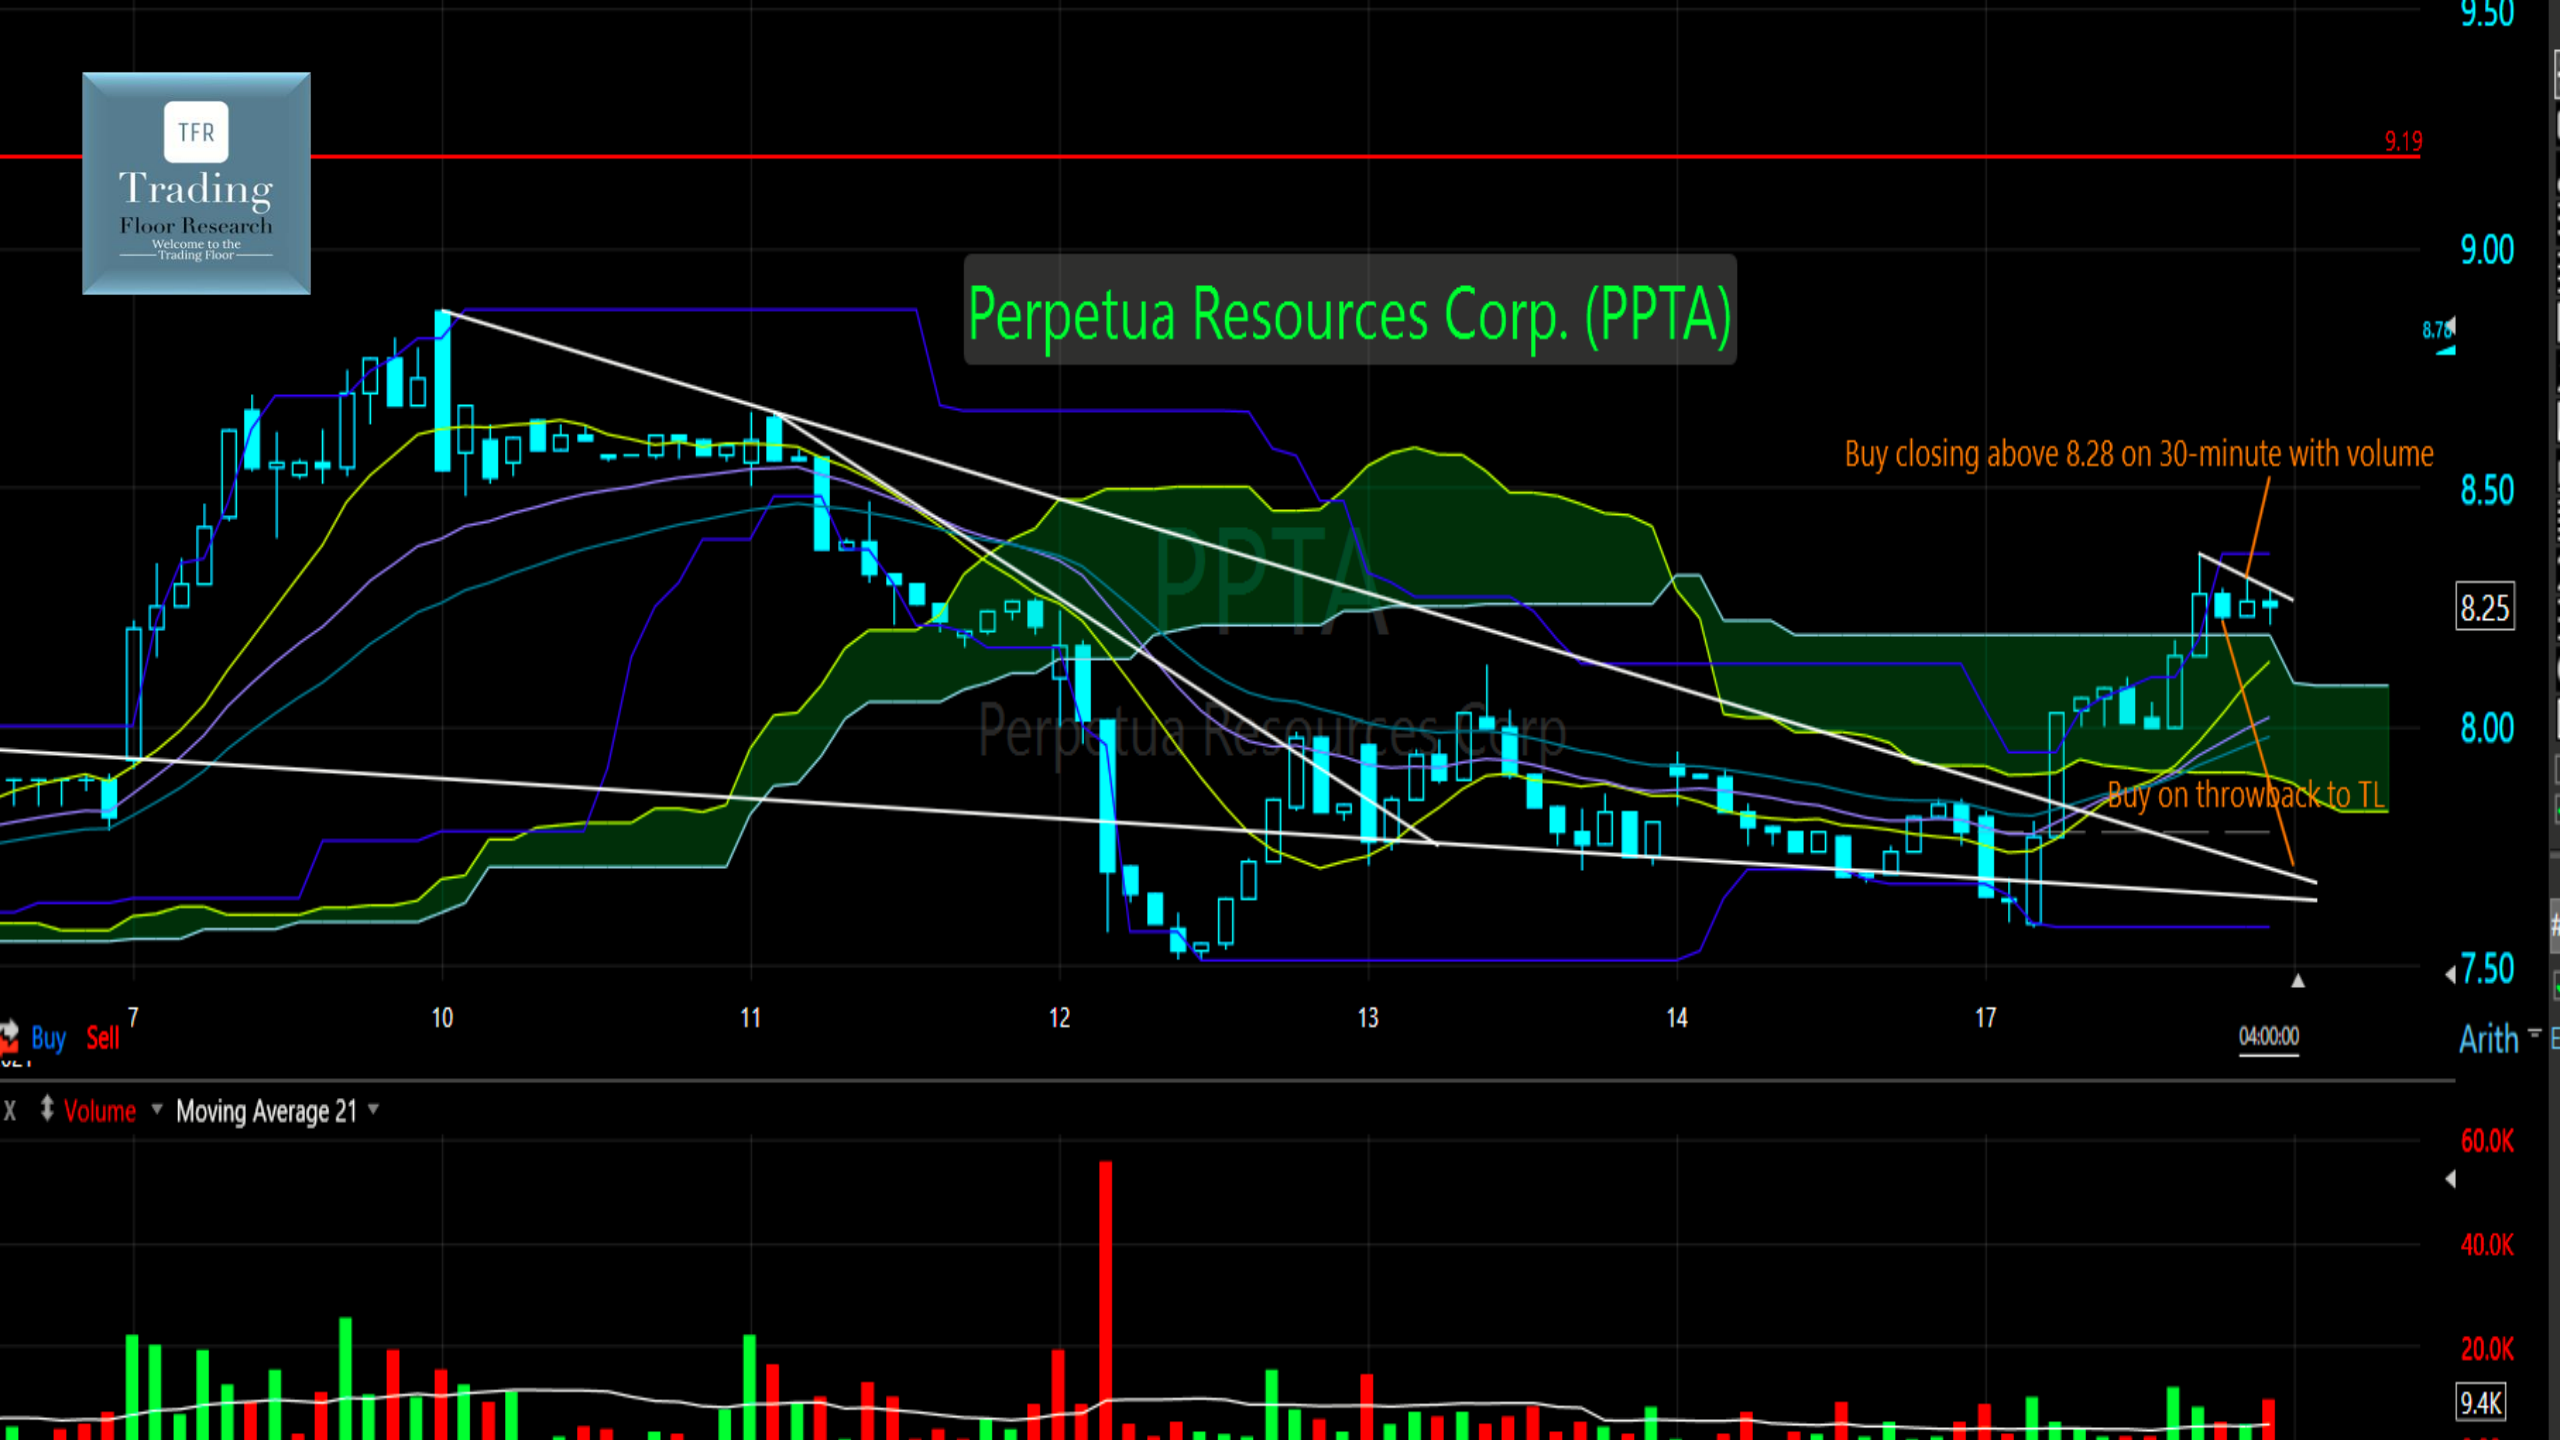 9.50
TFR
Trading
Floor Research
Welcome to the
Trading Floor
9.19
9.00
Perpetua Resources Corp. (PPTA)
8.78
Buy closing above 8.28 on 30-minute with volume
8.50
PPTA
8.25
Perpetua Resources Corp
8.00
Buy on throwback to TL
7.50
7 10 11 12 13 14 17 04:00:00
Buy Sell
Arith
X Volume Moving Average 21
60.0K
40.0K
20.0K
9.4K